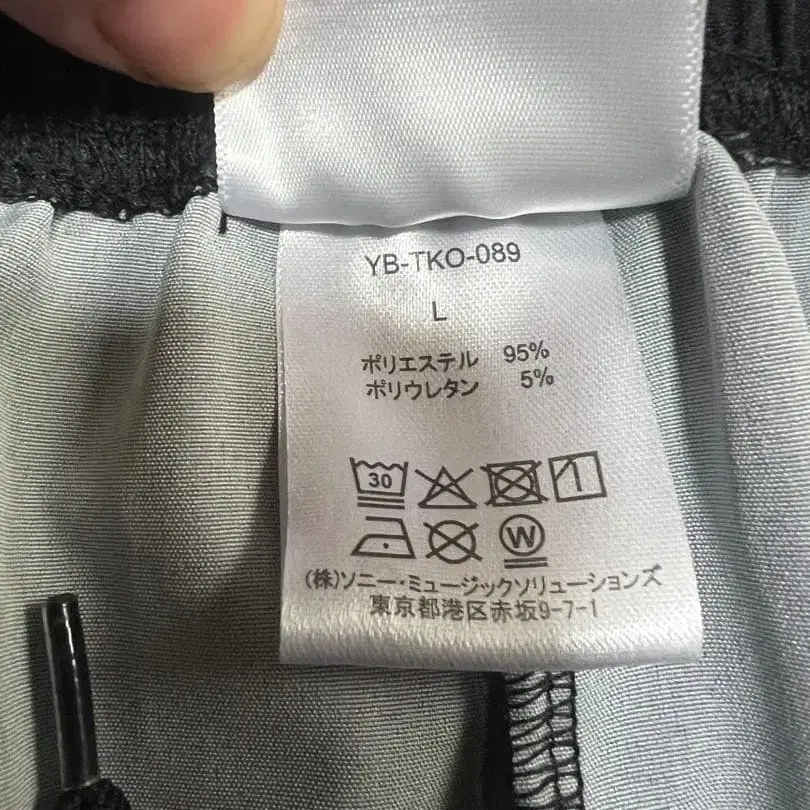 YB-TKO-089
L
ポリエステル 95%
ポリウレタン 5%
30
W
(株)ソニー・ミュージックソリューションズ
東京都港区赤坂9-7-1